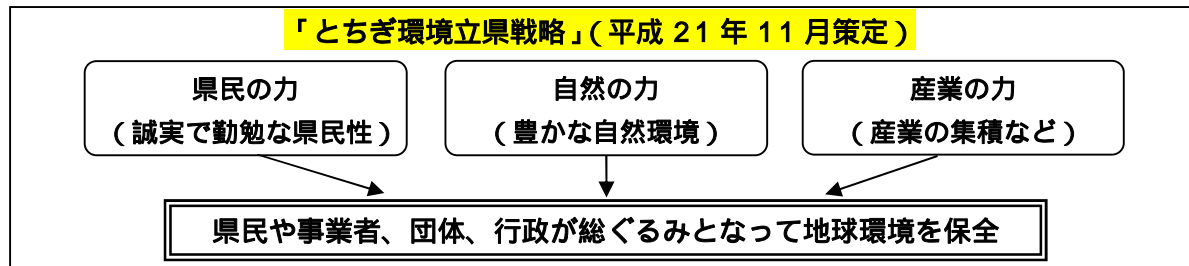 「とちぎ環境立県戦略」(平成 21 年 11 月策定)
県民の力
(誠実で勤勉な県民性)
自然の力
(豊かな自然環境)
産業の力
(産業の集積など)
県民や事業者、団体、行政が総ぐるみとなって地球環境を保全